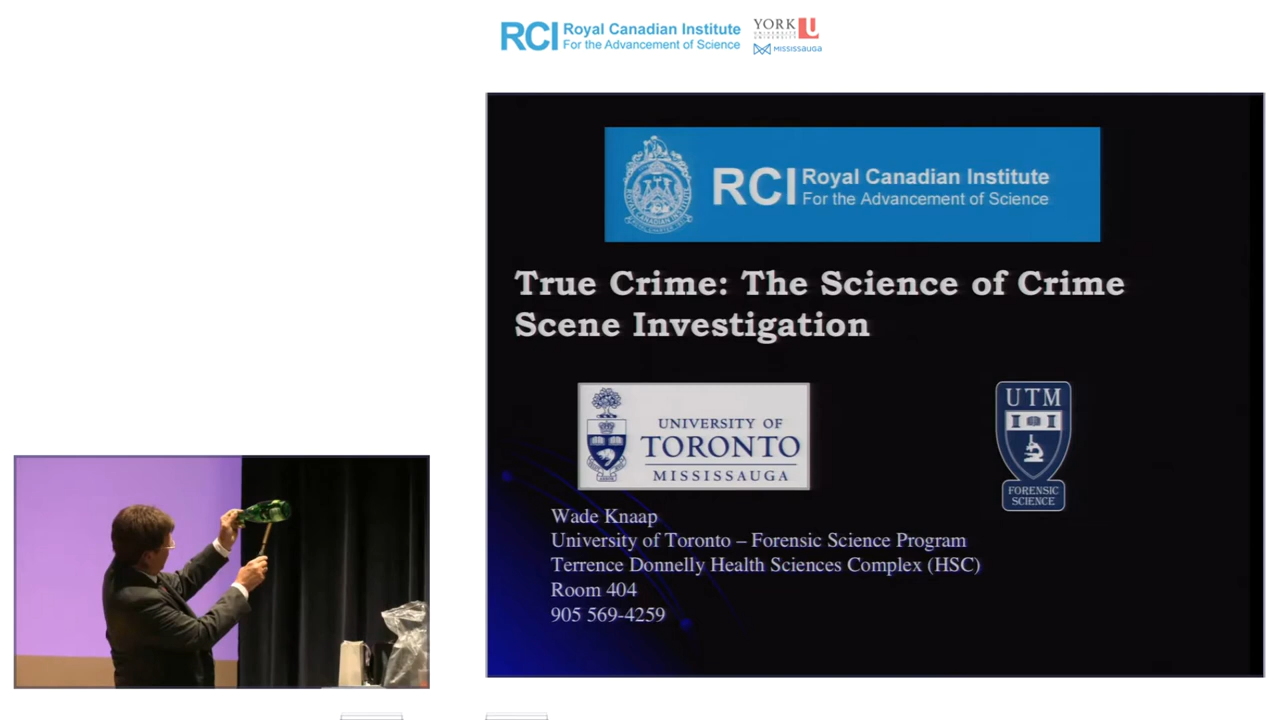 RCI Royal Canadian Institute
For the Advancement of Science
YORK U
UNIVERSITÉ
UNIVERSITY
MISSISSAUGA
RCI Royal Canadian Institute
For the Advancement of Science
True Crime: The Science of Crime
Scene Investigation
UNIVERSITY OF
TORONTO
MISSISSAUGA
UTM
FORENSIC
SCIENCE
Wade Knaap
University of Toronto – Forensic Science Program
Terrence Donnelly Health Sciences Complex (HSC)
Room 404
905 569-4259